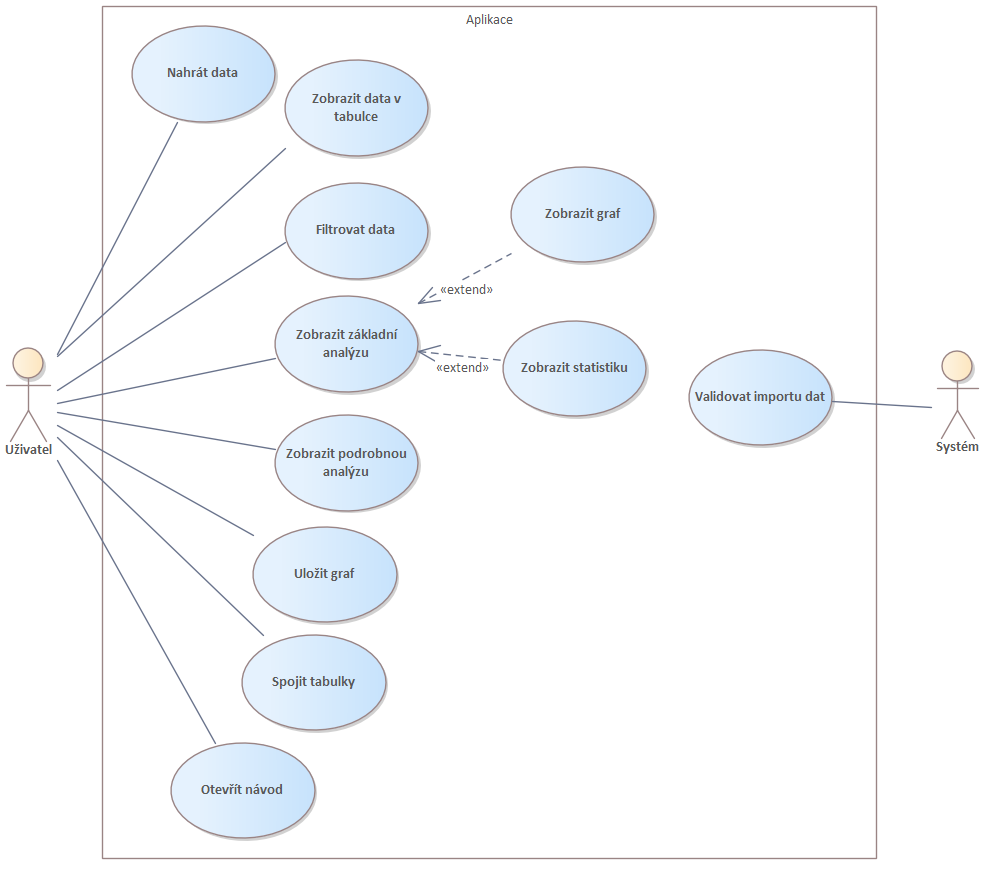 Aplikace
Nahrát data
Zobrazit data v
tabulce
Filtrovat data
Zobrazit graf
«extend»
Zobrazit základní
analýzu
«extend»
Zobrazit statistiku
Validovat importu dat
Uživatel
Systém
Zobrazit podrobnou
analýzu
Uložit graf
Spojit tabulky
Otevřít návod